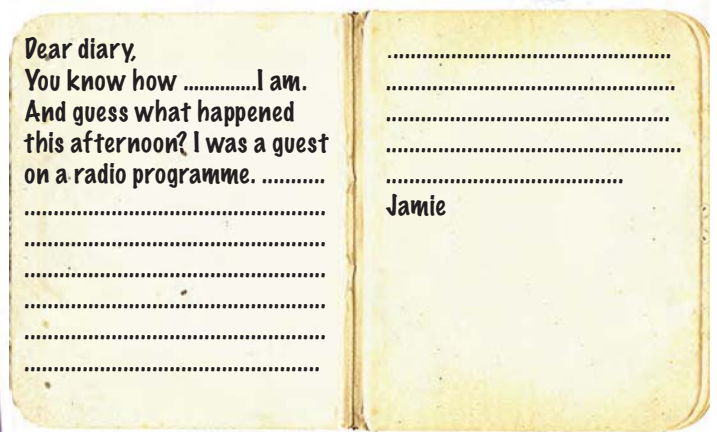 Dear diary,
You know how ..............I am.
And guess what happened
this afternoon? I was a guest
on a radio programme. ............
....................................................
....................................................
....................................................
....................................................
....................................................
...................................................
.................................................
..................................................
.................................................
...................................................
.........................................
Jamie